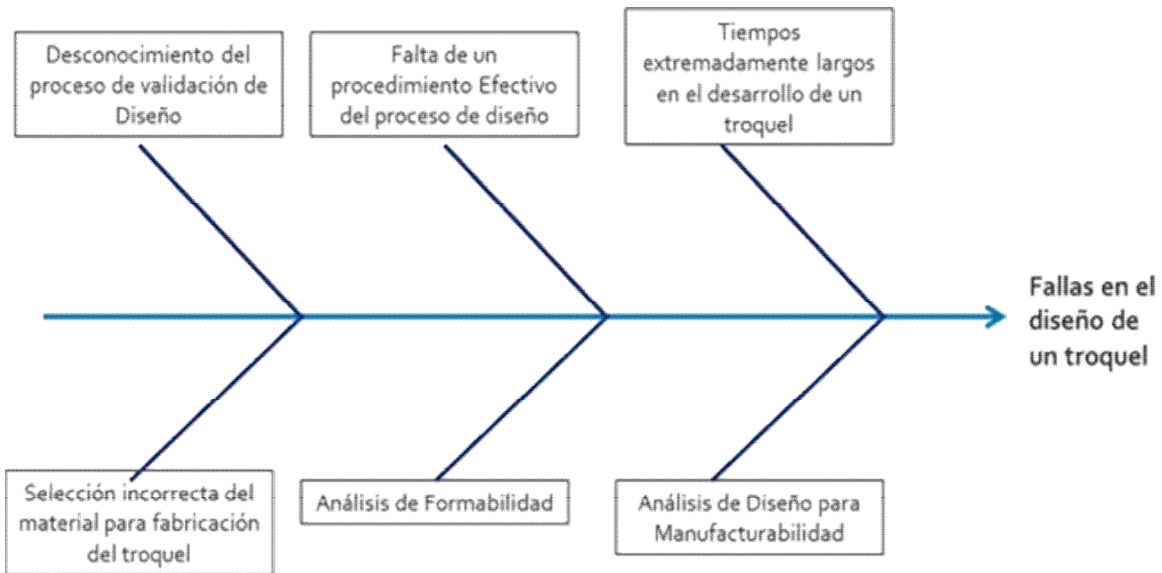 Desconocimiento del
proceso de validación de
Diseño
Falta de un
procedimiento Efectivo
del proceso de diseño
Tiempos
extremadamente largos
en el desarrollo de un
troquel
Fallas en el
diseño de
un troquel
Selección incorrecta del
material para fabricación
del troquel
Análisis de Formabilidad
Análisis de Diseño para
Manufacturabilidad